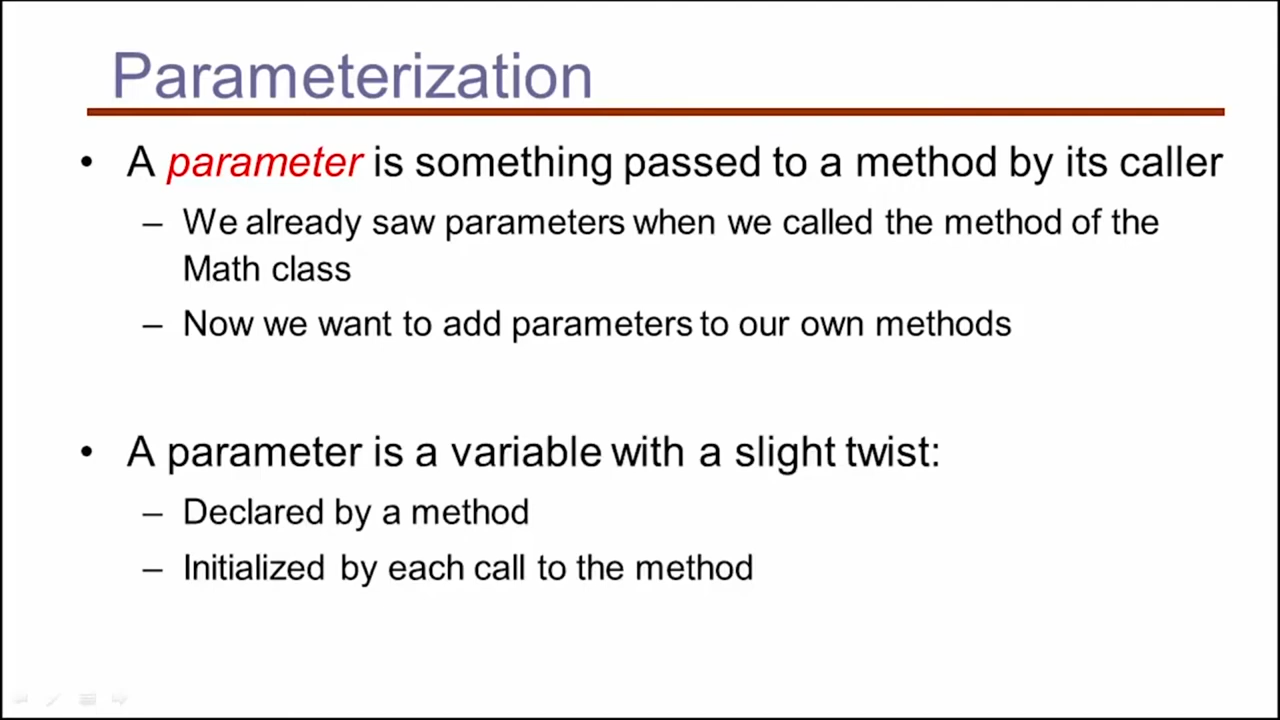 Parameterization
• A parameter is something passed to a method by its caller
– We already saw parameters when we called the method of the
Math class
– Now we want to add parameters to our own methods
• A parameter is a variable with a slight twist:
– Declared by a method
– Initialized by each call to the method